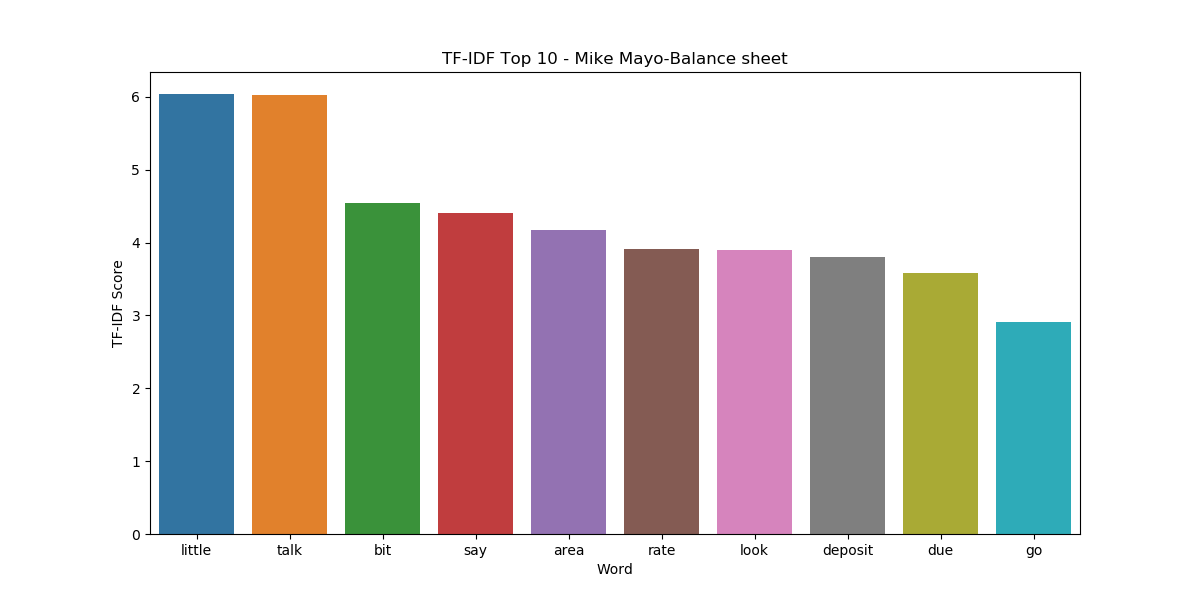 TF-IDF Top 10 - Mike Mayo-Balance sheet
TF-IDF Score
6
5
4
3
2
1
0
little talk bit say area rate look deposit due go
Word